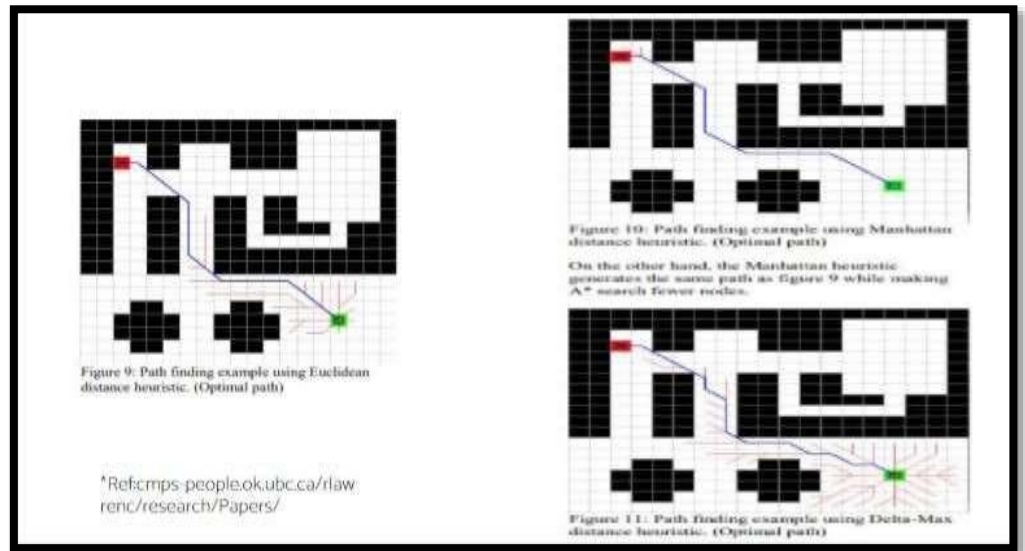 Figure 9: Path finding example using Euclidean
distance heuristic. (Optimal path)
*Ref:cmps-people.ok.ubc.ca/rlaw
renc/research/Papers/
Figure 10: Path finding example using Manhattan
distance heuristic. (Optimal path)
On the other hand, the Manhattan heuristic
generates the same path as figure 9 while making
A* search fewer nodes.
Figure 11: Path finding example using Delta-Max
distance heuristic. (Optimal path)